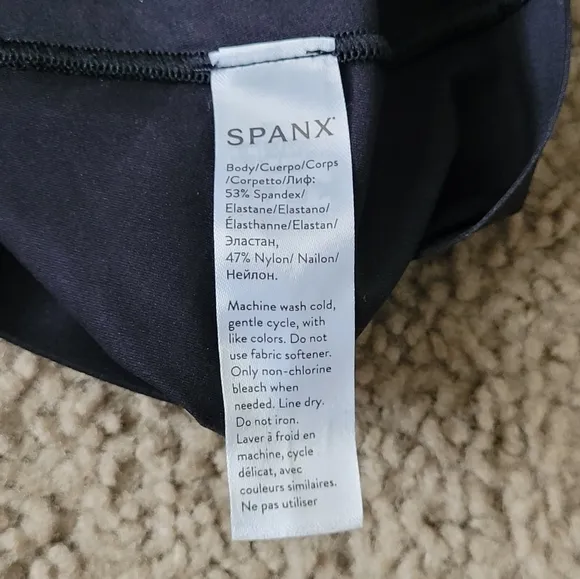 SPANX
Body/Cuerpo/Corps
/Corpetto/Лиф:
53% Spandex/
Elastane/Elastano/
Élasthanne/Elastan/
Эластан,
47% Nylon/ Nailon/
Нейлон.
Machine wash cold,
gentle cycle, with
like colors. Do not
use fabric softener.
Only non-chlorine
bleach when
needed. Line dry.
Do not iron.
Laver à froid en
machine, cycle
délicat, avec
couleurs similaires.
Ne pas utiliser